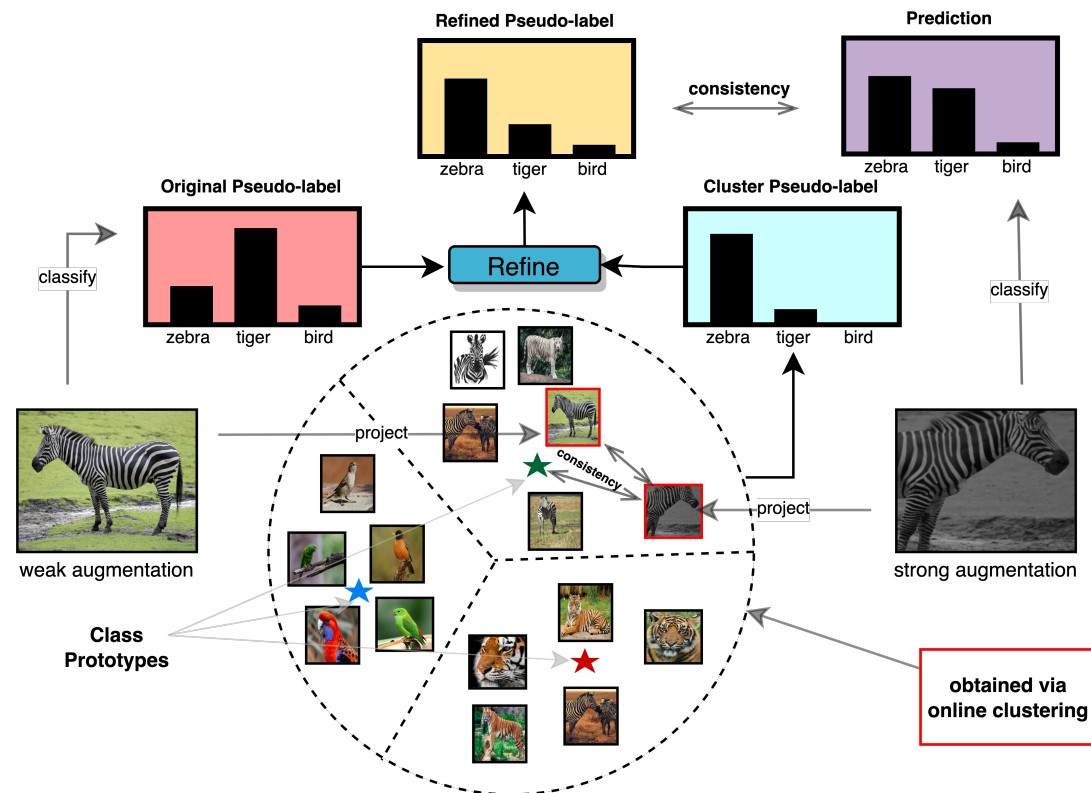 Refined Pseudo-label
Prediction
consistency
zebra tiger bird
zebra tiger bird
Original Pseudo-label
Cluster Pseudo-label
classify
Refine
classify
zebra tiger bird
zebra tiger bird
project
consistency
project
weak augmentation
strong augmentation
Class
Prototypes
obtained via
online clustering